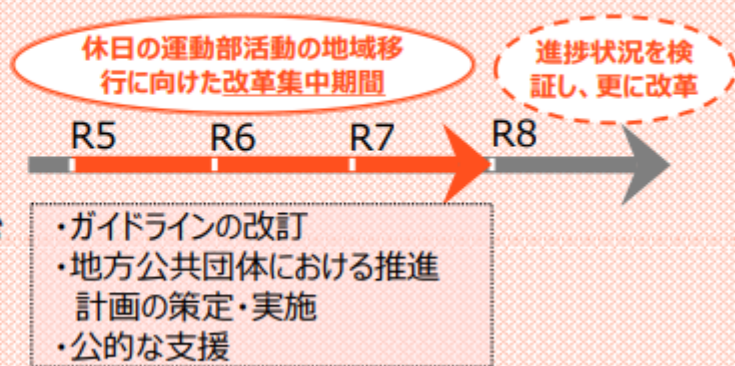 休日の運動部活動の地域移
行に向けた改革集中期間
進捗状況を検
証し、更に改革
R5 R6 R7 R8
・ガイドラインの改訂
・地方公共団体における推進
計画の策定・実施
・公的な支援